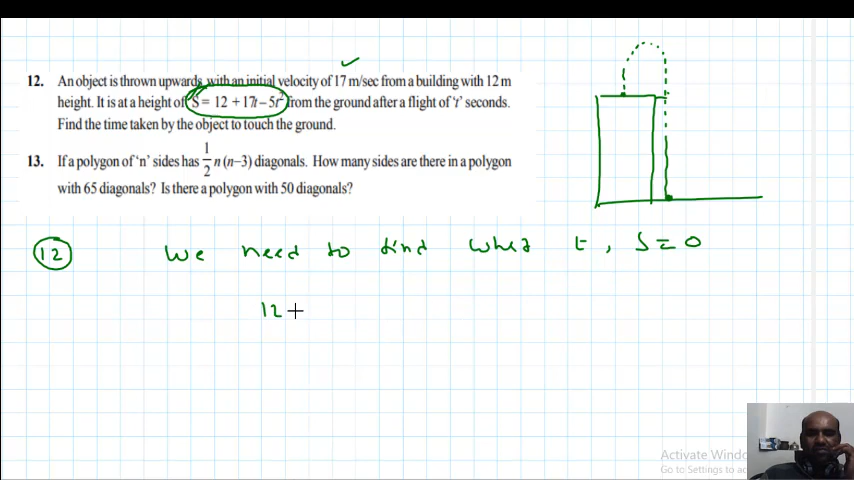 12. An object is thrown upwards with an initial velocity of 17 m/sec from a building with 12 m
height. It is at a height of S = 12 + 17t – 5t² from the ground after a flight of 't' seconds.
Find the time taken by the object to touch the ground.
13. If a polygon of 'n' sides has 1/2 n (n–3) diagonals. How many sides are there in a polygon
with 65 diagonals? Is there a polygon with 50 diagonals?
12 We need to find what t, S = 0
12 +
Activate Windo
Go to Settings to ac